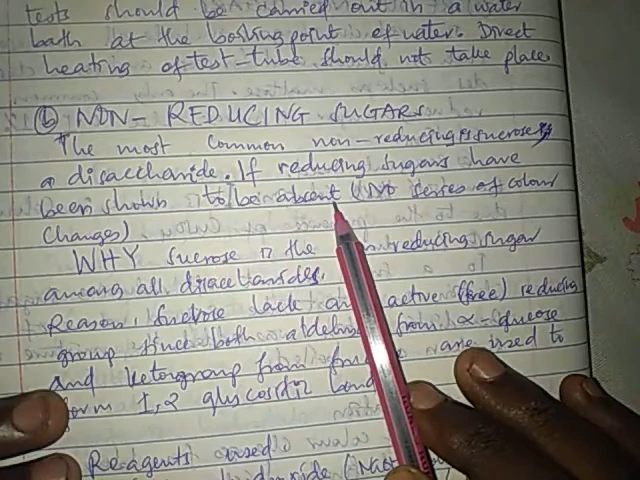 tests should be carried out in a water
bath at the boiling point of water. Direct
heating of test-tube should not take place
(b) NON-REDUCING SUGARS
The most common non-reducing is sucrose
a disaccharide. If reducing sugars have
been shown to be absent (No series of colour
changes)
WHY sucrose is the reducing sugar
among all disaccharides.
Reason, Sucrose lack an active (free) reducing
group since both from α-glucose
and from are used to
form 1,2 glycosidic bond
Reagents used